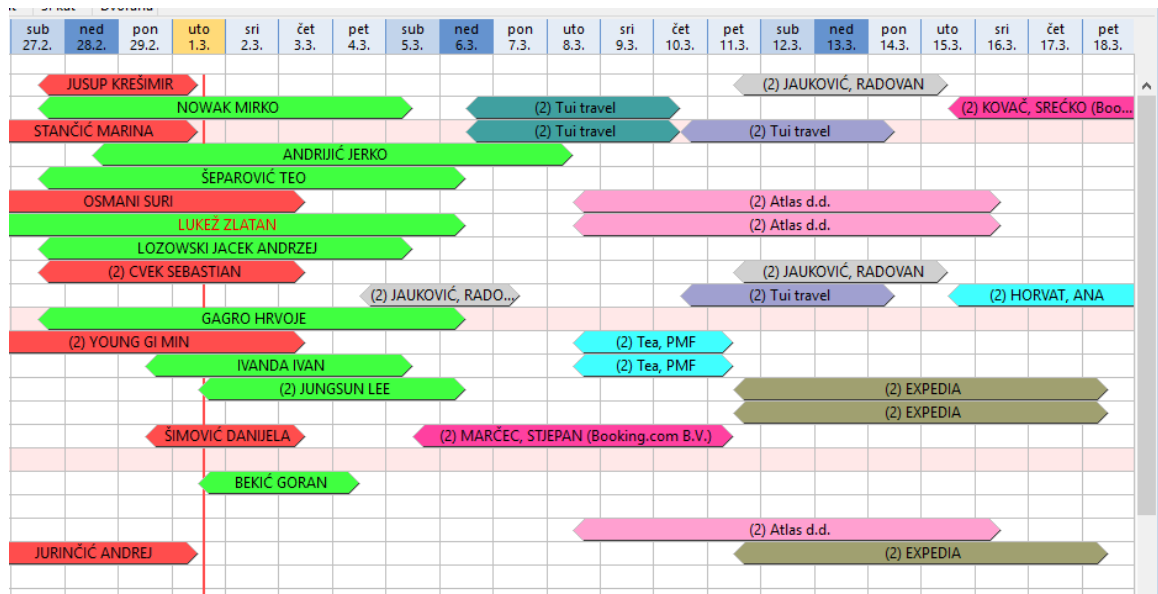 sub ned pon uto sri čet pet sub ned pon uto sri čet pet sub ned pon uto sri čet pet
27.2. 28.2. 29.2. 1.3. 2.3. 3.3. 4.3. 5.3. 6.3. 7.3. 8.3. 9.3. 10.3. 11.3. 12.3. 13.3. 14.3. 15.3. 16.3. 17.3. 18.3.
JUSUP KREŠIMIR (2) JAUKOVIĆ, RADOVAN
NOWAK MIRKO (2) Tui travel (2) KOVAČ, SREĆKO (Boo...
STANČIĆ MARINA (2) Tui travel (2) Tui travel
ANDRIJIĆ JERKO
ŠEPAROVIĆ TEO
OSMANI SURI (2) Atlas d.d.
LUKEŽ ZLATAN (2) Atlas d.d.
LOZOWSKI JACEK ANDRZEJ
(2) CVEK SEBASTIAN (2) JAUKOVIĆ, RADOVAN
(2) JAUKOVIĆ, RADO... (2) Tui travel (2) HORVAT, ANA
GAGRO HRVOJE
(2) YOUNG GI MIN (2) Tea, PMF
IVANDA IVAN (2) Tea, PMF
(2) JUNGSUN LEE (2) EXPEDIA
(2) EXPEDIA
ŠIMOVIĆ DANIJELA (2) MARČEC, STJEPAN (Booking.com B.V.)
BEKIĆ GORAN
(2) Atlas d.d.
JURINČIĆ ANDREJ (2) EXPEDIA